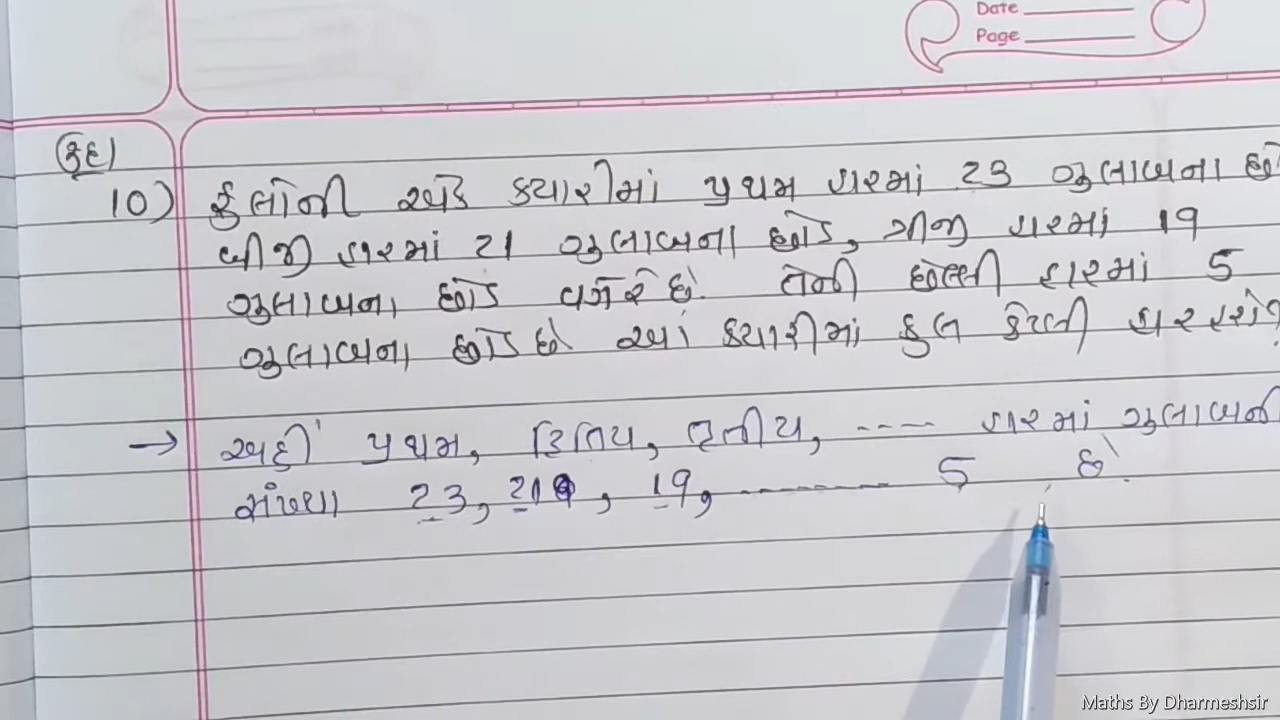 Date
Page
ઉદા
10) ફુલોની એક ક્યારીમાં પ્રથમ હારમાં 23 ગુલાબના
બીજી હારમાં 21 ગુલાબના છોડ, ત્રીજી હારમાં 19
ગુલાબના છોડ વગેરે છે. તેની છેલ્લી હારમાં 5
ગુલાબના છોડ છે આ ક્યારીમાં કુલ કેટલી હાર હશે?
→ અહીં પ્રથમ, દ્વિતિય, તૃતીય, ---- હારમાં ગુલાબની
સંખ્યા 23, 21, 19, -------- 5 છે.
Maths By Dharmeshsir